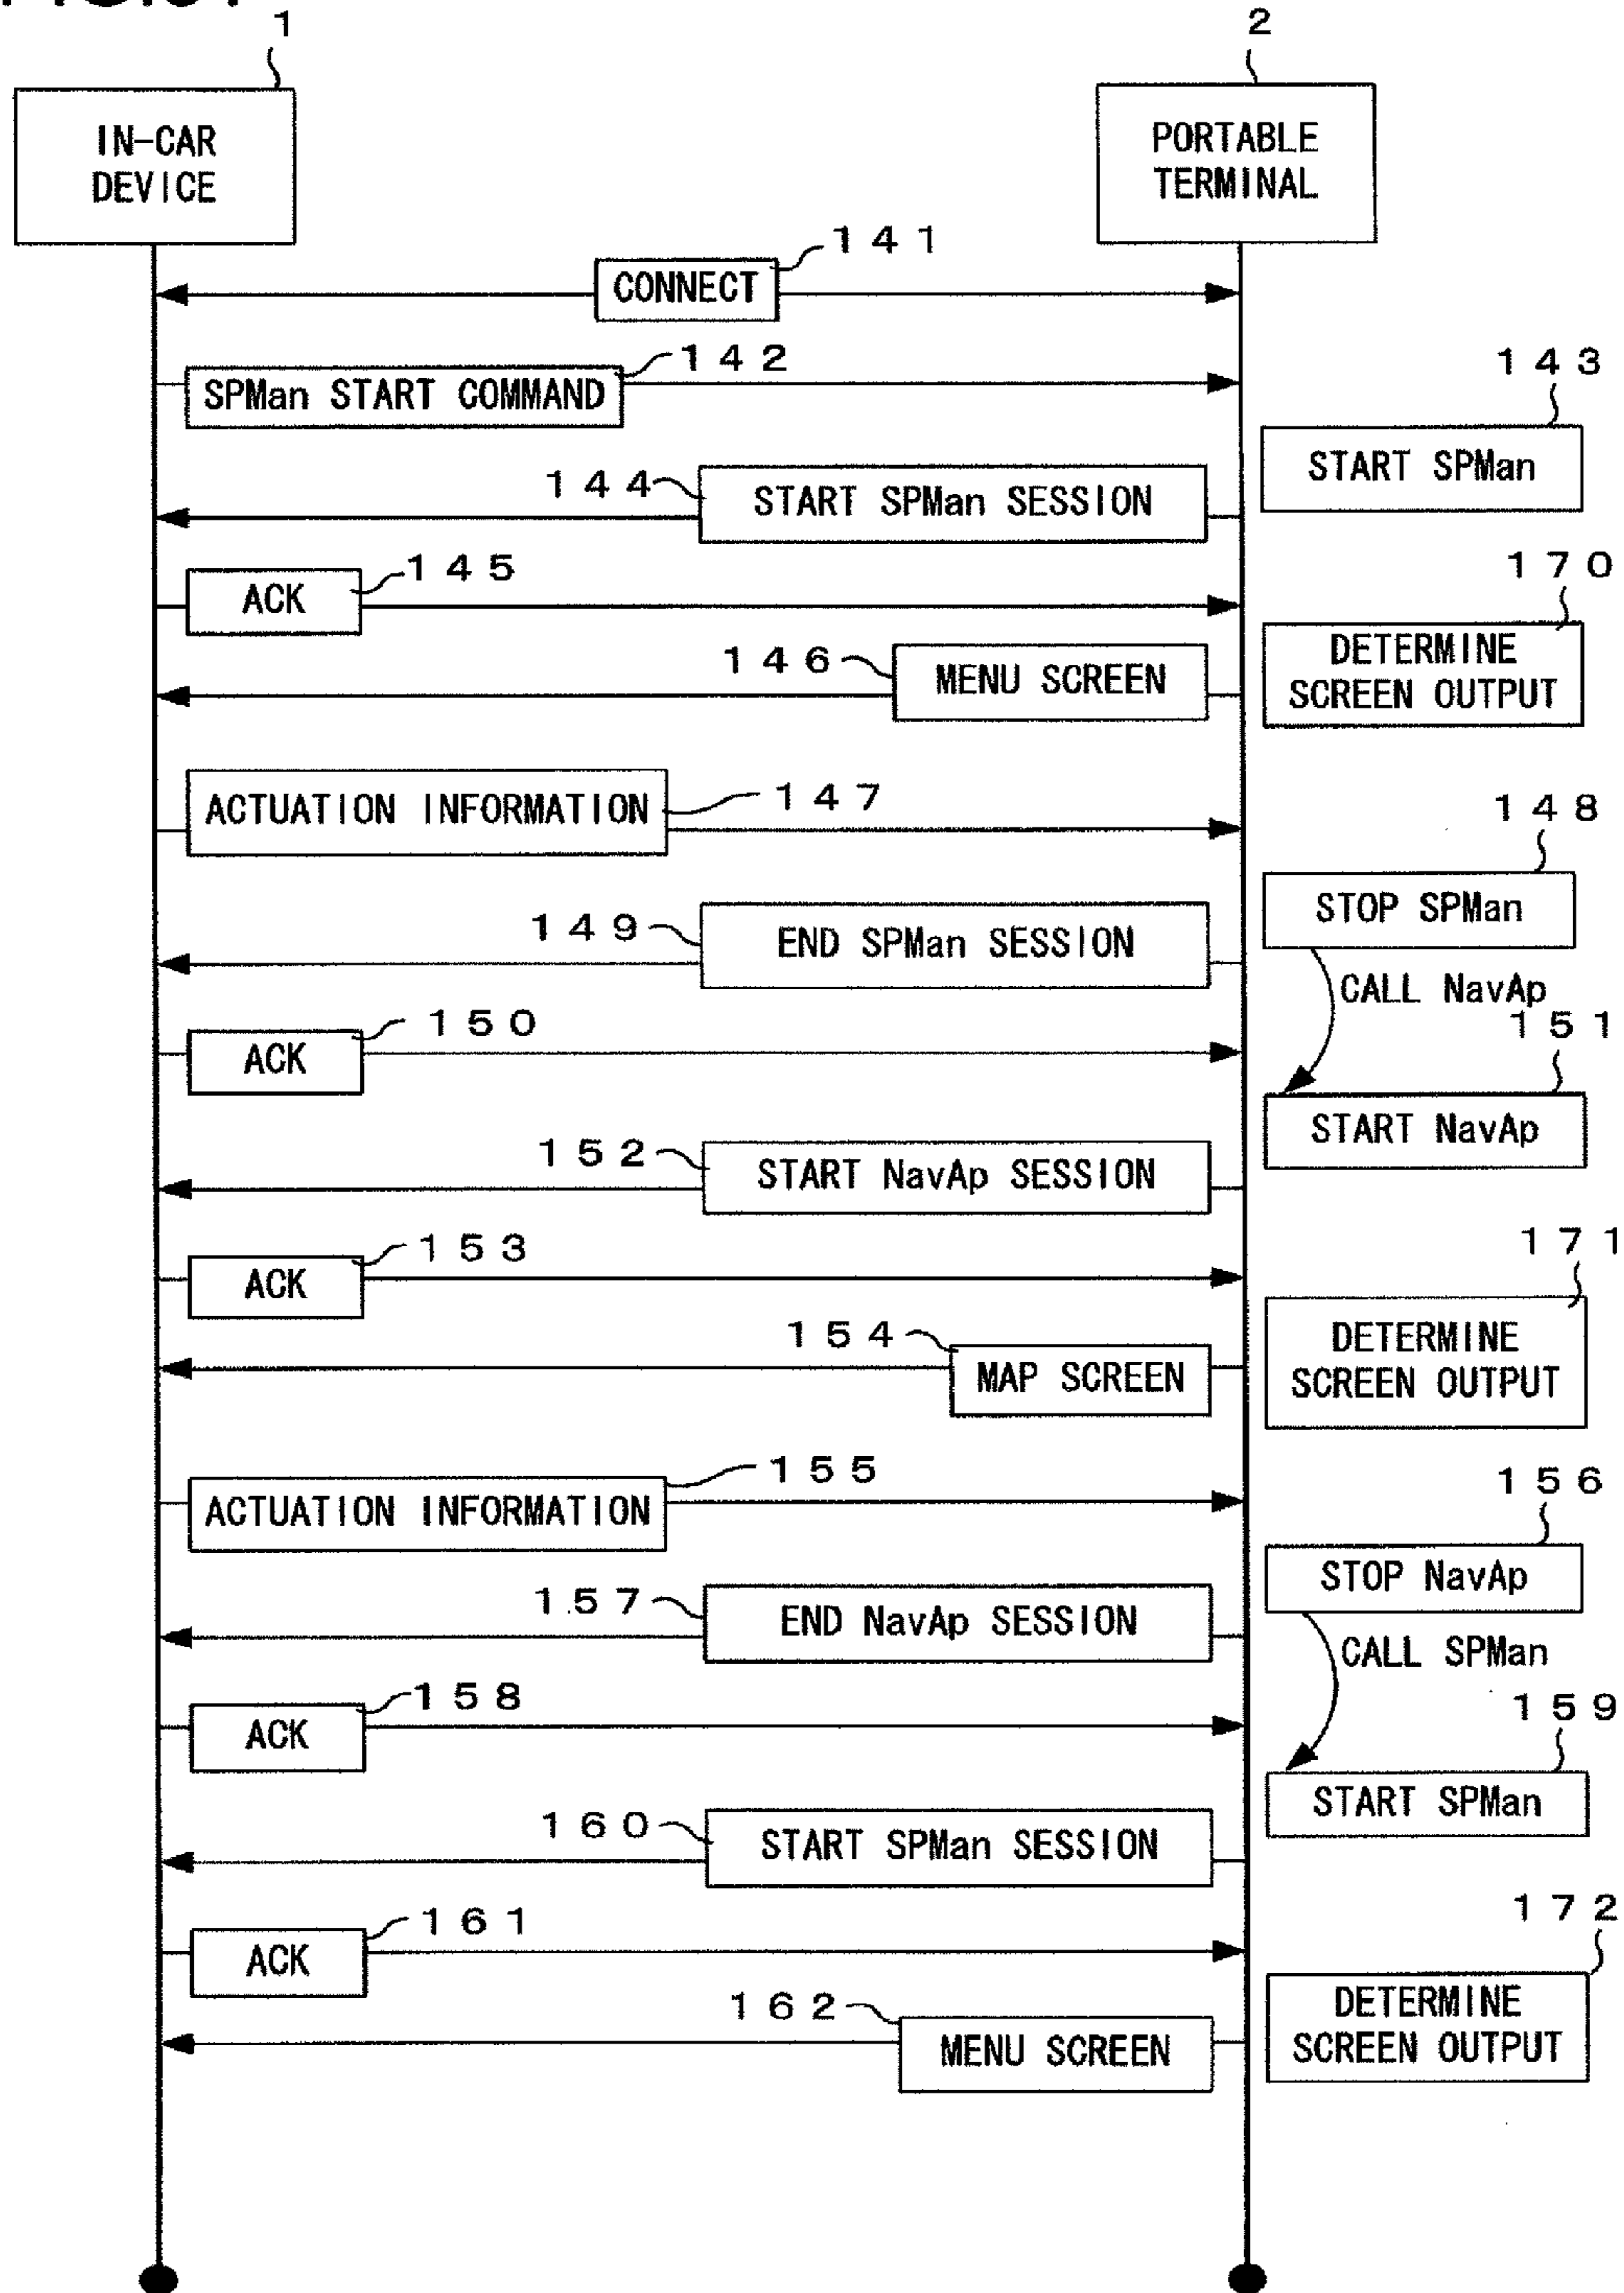 1
2
IN-CAR
DEVICE
PORTABLE
TERMINAL
141
CONNECT
142
SPMan START COMMAND
143
START SPMan
144
START SPMan SESSION
145
ACK
170
DETERMINE
SCREEN OUTPUT
146
MENU SCREEN
147
ACTUATION INFORMATION
148
STOP SPMan
149
END SPMan SESSION
CALL NavAp
150
ACK
151
START NavAp
152
START NavAp SESSION
153
ACK
171
DETERMINE
SCREEN OUTPUT
154
MAP SCREEN
155
ACTUATION INFORMATION
156
STOP NavAp
157
END NavAp SESSION
CALL SPMan
158
ACK
159
START SPMan
160
START SPMan SESSION
161
ACK
172
DETERMINE
SCREEN OUTPUT
162
MENU SCREEN